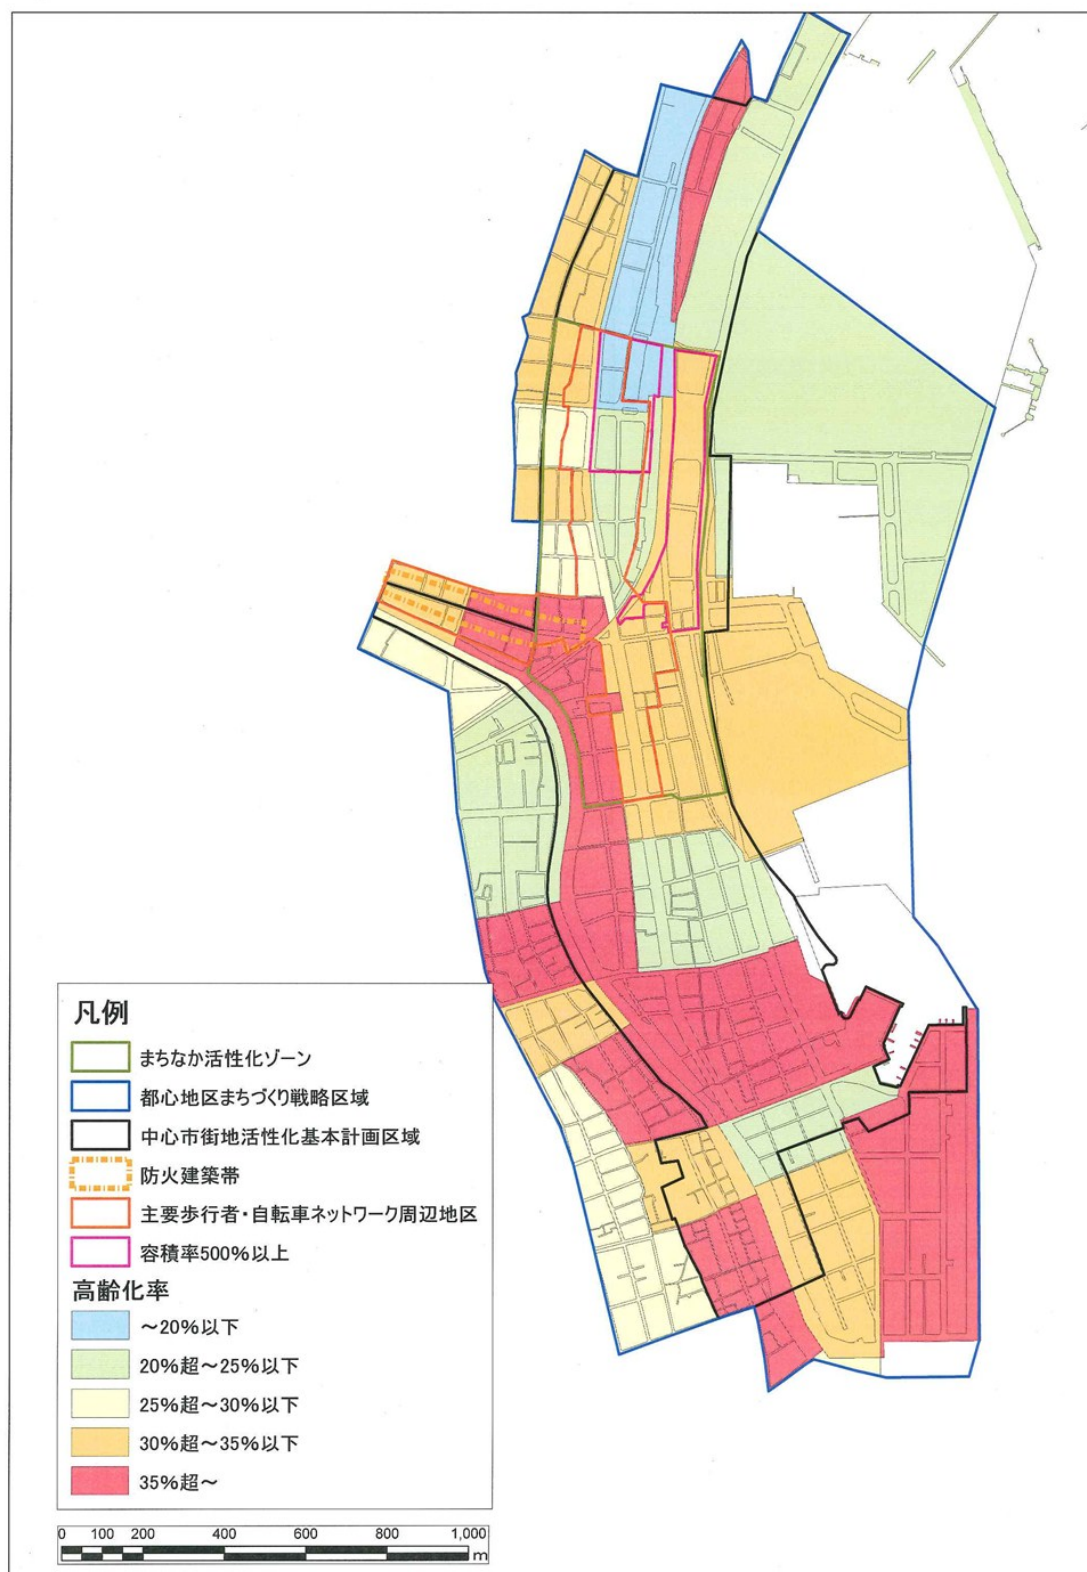 凡例
まちなか活性化ゾーン
都心地区まちづくり戦略区域
中心市街地活性化基本計画区域
防火建築帯
主要歩行者・自転車ネットワーク周辺地区
容積率500%以上
高齢化率
～20%以下
20%超～25%以下
25%超～30%以下
30%超～35%以下
35%超～
0 100 200 400 600 800 1,000
m